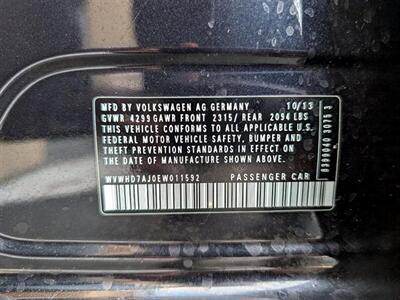 MFD BY VOLKSWAGEN AG GERMANY 10/13
GVWR 4299 GAWR FRONT 2315/ REAR 2094 LBS
THIS VEHICLE CONFORMS TO ALL APPLICABLE U.S.
FEDERAL MOTOR VEHICLE SAFETY, BUMPER AND
THEFT PREVENTION STANDARDS IN EFFECT ON
THE DATE OF MANUFACTURE SHOWN ABOVE.
WVWHD7AJ0EW011592 PASSENGER CAR